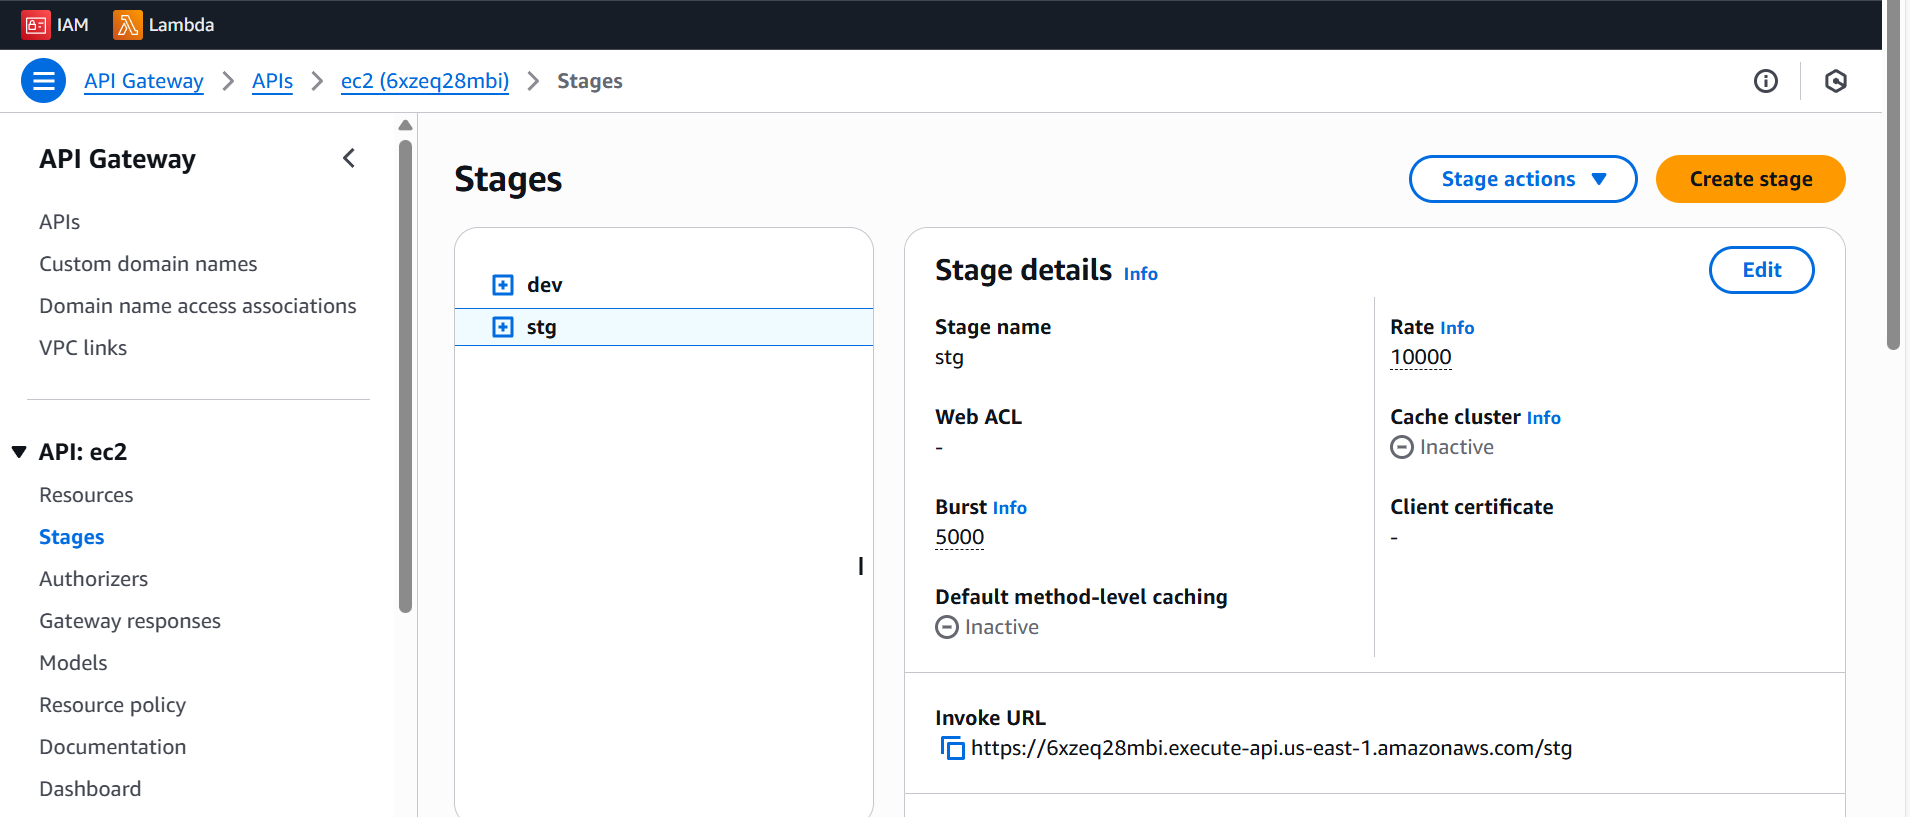 IAM Lambda
API Gateway APIs ec2 (6xzeq28mbi) Stages
API Gateway
APIs
Custom domain names
Domain name access associations
VPC links
API: ec2
Resources
Stages
Authorizers
Gateway responses
Models
Resource policy
Documentation
Dashboard
Stages
Stage actions
Create stage
dev
stg
Stage details Info
Edit
Stage name
stg
Rate Info
10000
Web ACL
-
Cache cluster Info
Inactive
Burst Info
5000
Client certificate
-
Default method-level caching
Inactive
Invoke URL
https://6xzeq28mbi.execute-api.us-east-1.amazonaws.com/stg